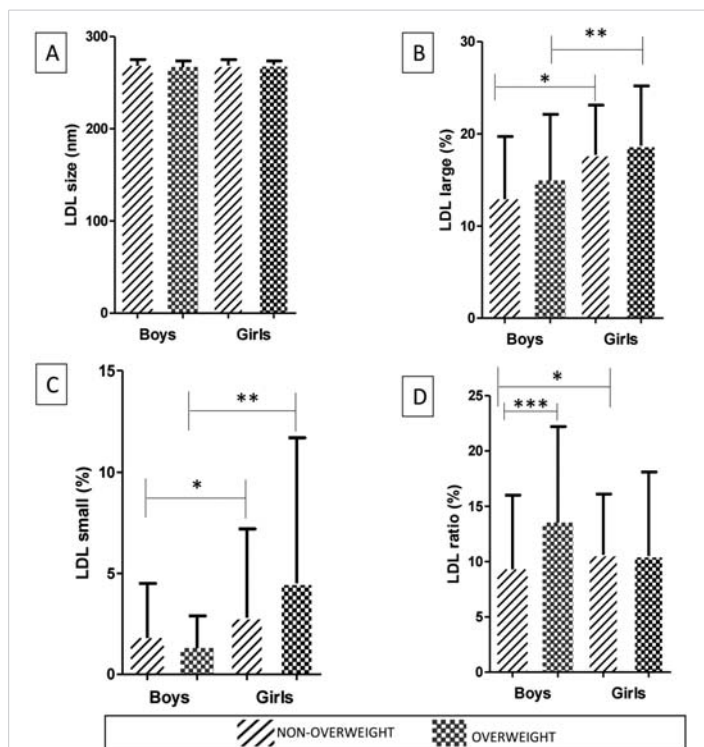 A
LDL size (nm)
300
200
100
0
Boys Girls
B
LDL large (%)
30
20
10
0
*
**
Boys Girls
C
LDL small (%)
15
10
5
0
*
**
Boys Girls
D
LDL ratio (%)
25
20
15
10
5
0
*
***
Boys Girls
NON-OVERWEIGHT OVERWEIGHT